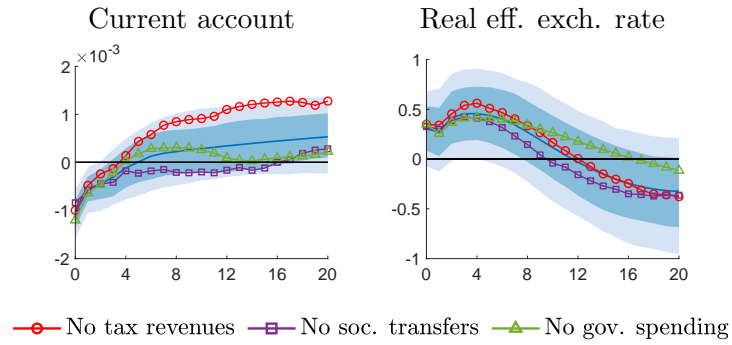 Current account
×10⁻³
2
1
0
-1
-2
0 4 8 12 16 20
Real eff. exch. rate
1
0.5
0
-0.5
-1
0 4 8 12 16 20
No tax revenues No soc. transfers No gov. spending